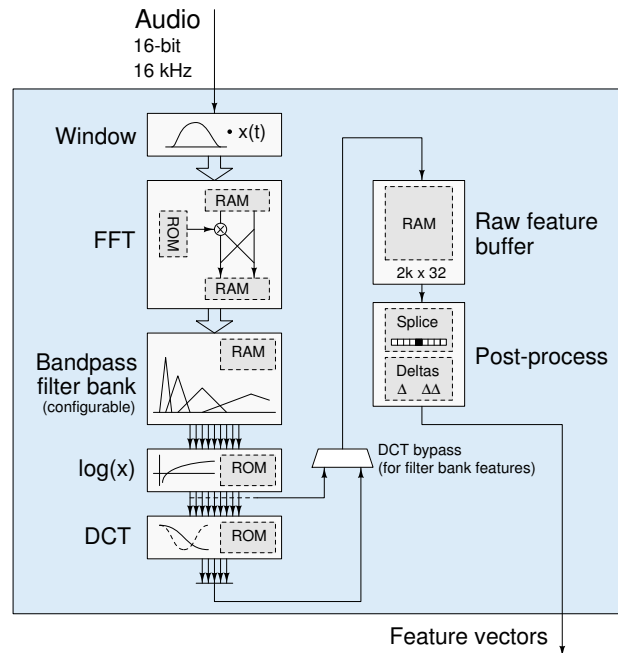 Audio
16-bit
16 kHz
Window
• x(t)
FFT
ROM
RAM
RAM
Bandpass
filter bank
(configurable)
RAM
log(x)
ROM
DCT
ROM
DCT bypass
(for filter bank features)
RAM
2k x 32
Raw feature
buffer
Splice
Deltas
Δ ΔΔ
Post-process
Feature vectors